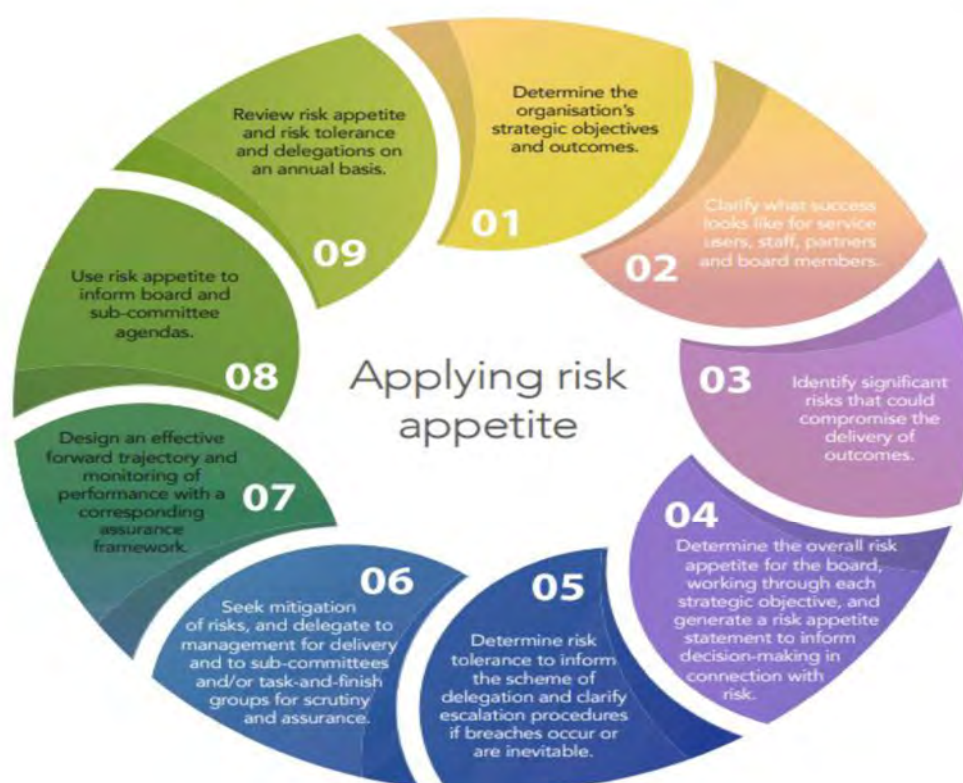 Applying risk
appetite
01
Determine the
organisation's
strategic objectives
and outcomes.
02
Clarify what success
looks like for service
users, staff, partners
and board members.
03
Identify significant
risks that could
compromise the
delivery of
outcomes.
04
Determine the overall risk
appetite for the board,
working through each
strategic objective, and
generate a risk appetite
statement to inform
decision-making in
connection with
risk.
05
Determine risk
tolerance to inform
the scheme of
delegation and clarify
escalation procedures
if breaches occur or
are inevitable.
06
Seek mitigation
of risks, and delegate to
management for delivery
and to sub-committees
and/or task-and-finish
groups for scrutiny
and assurance.
07
Design an effective
forward trajectory and
monitoring of
performance with a
corresponding
assurance
framework.
08
Use risk appetite to
inform board and
sub-committee
agendas.
09
Review risk appetite
and risk tolerance
and delegations on
an annual basis.